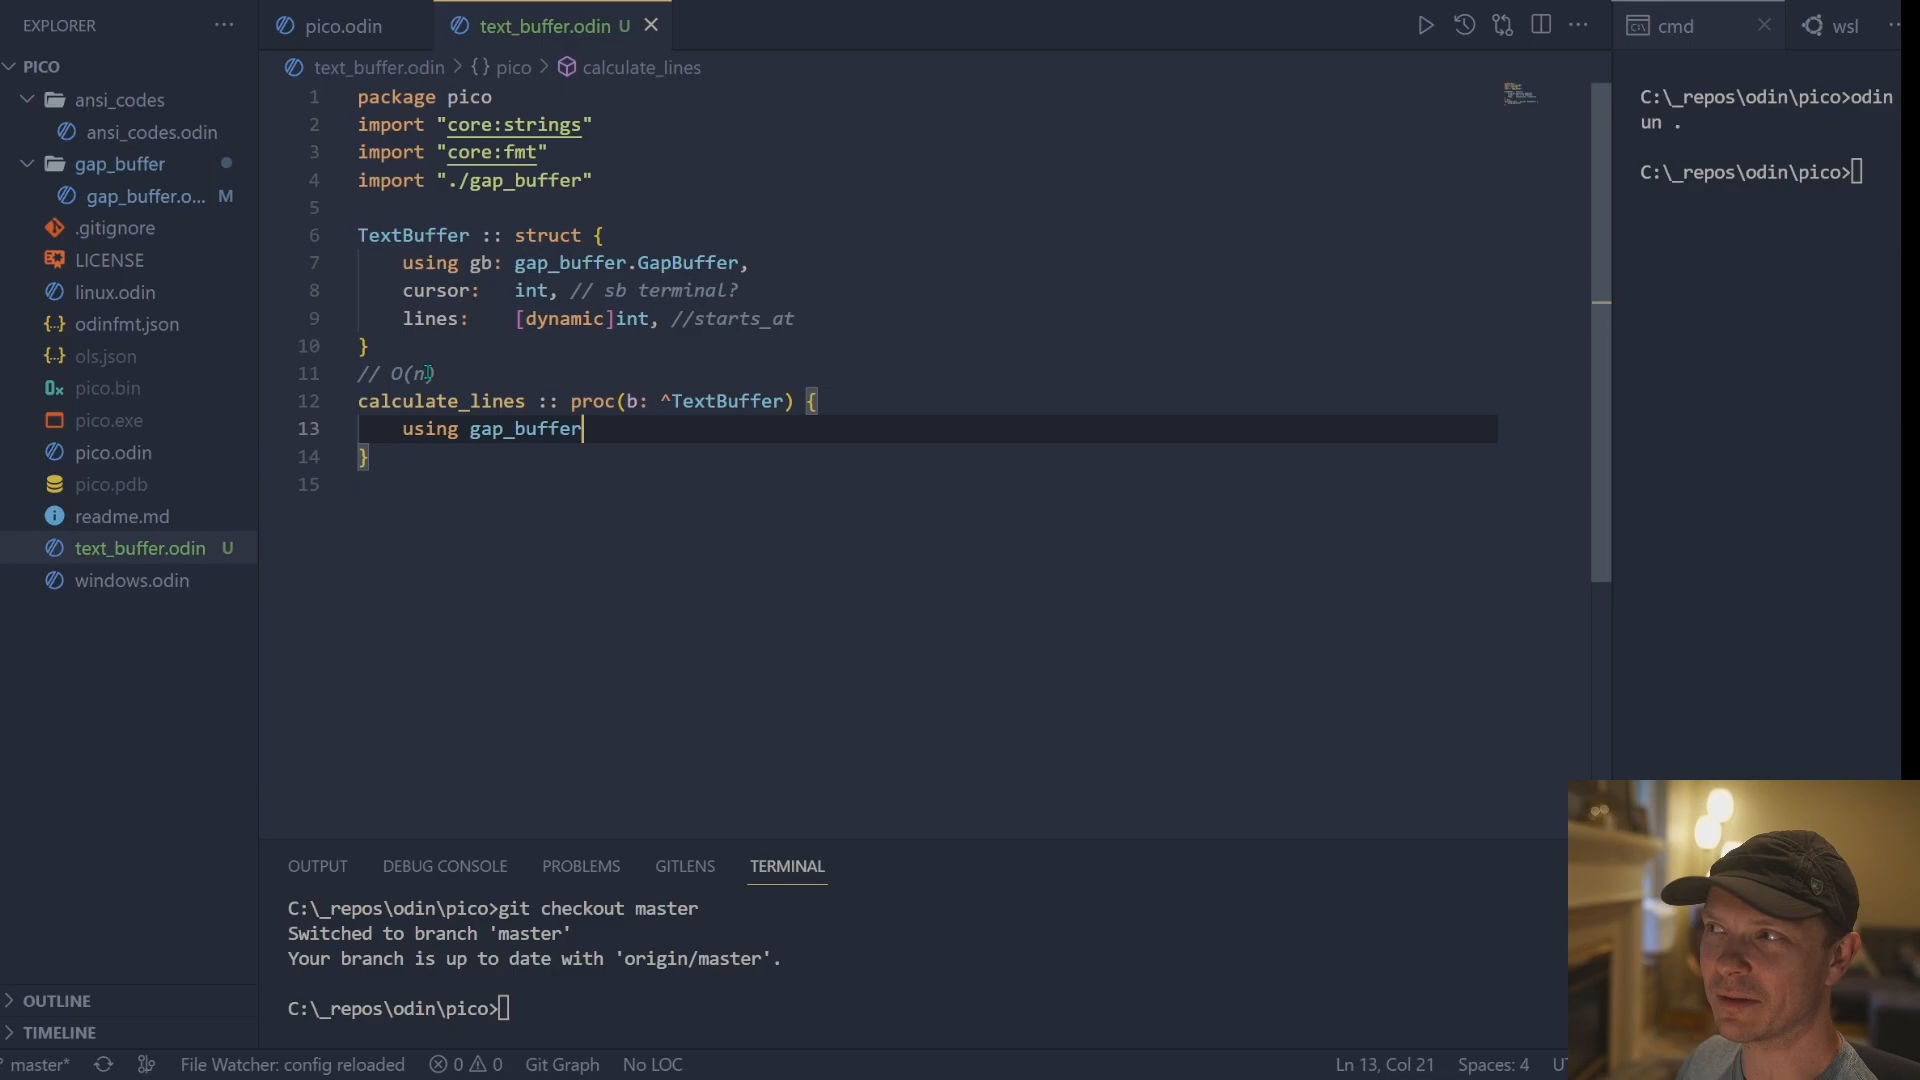 EXPLORER
PICO
ansi_codes
ansi_codes.odin
gap_buffer
gap_buffer.o... M
.gitignore
LICENSE
linux.odin
odinfmt.json
ols.json
pico.bin
pico.exe
pico.odin
pico.pdb
readme.md
text_buffer.odin U
windows.odin
OUTLINE
TIMELINE
pico.odin
text_buffer.odin U
text_buffer.odin > {} pico > calculate_lines
1 package pico
2 import "core:strings"
3 import "core:fmt"
4 import "./gap_buffer"
5
6 TextBuffer :: struct {
7 using gb: gap_buffer.GapBuffer,
8 cursor: int, // sb terminal?
9 lines: [dynamic]int, //starts_at
10 }
11 // O(n)
12 calculate_lines :: proc(b: ^TextBuffer) {
13 using gap_buffer
14 }
15
OUTPUT DEBUG CONSOLE PROBLEMS GITLENS TERMINAL
C:\_repos\odin\pico>git checkout master
Switched to branch 'master'
Your branch is up to date with 'origin/master'.
C:\_repos\odin\pico>
cmd
wsl
C:\_repos\odin\pico>odin
un .
C:\_repos\odin\pico>
master* File Watcher: config reloaded 0 0 Git Graph No LOC Ln 13, Col 21 Spaces: 4